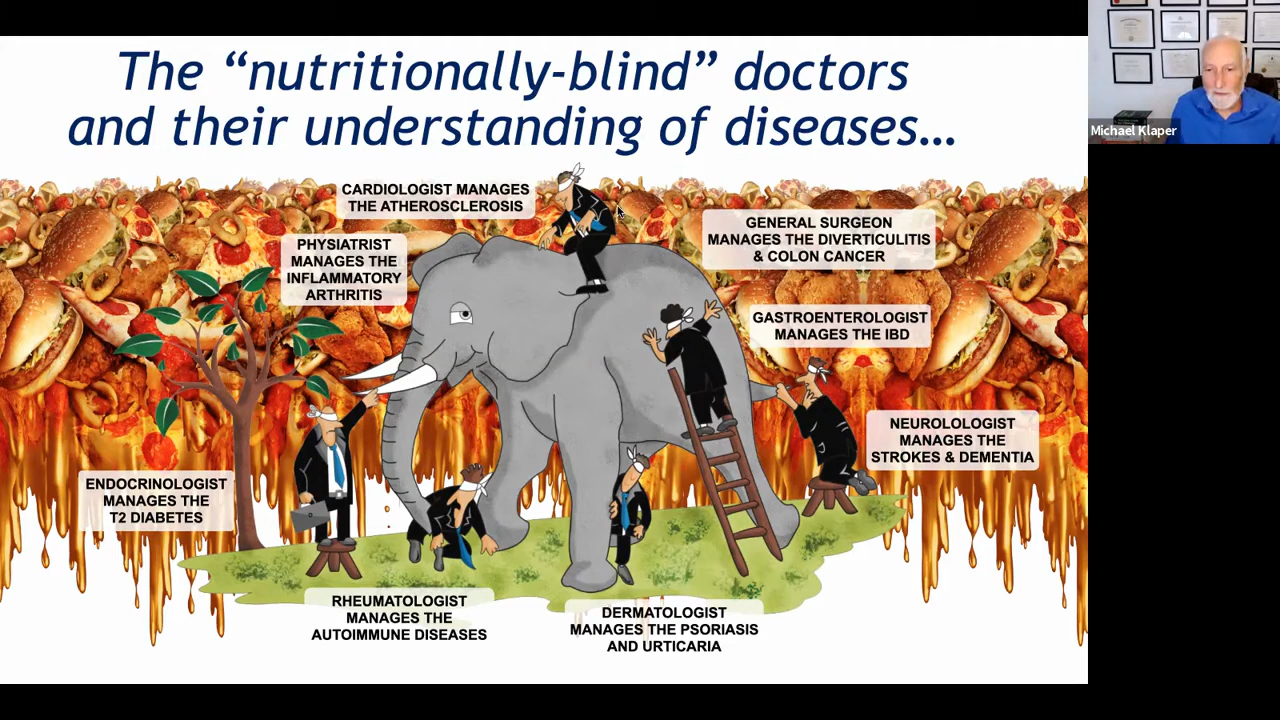 The “nutritionally-blind” doctors
and their understanding of diseases…
Michael Klaper
CARDIOLOGIST MANAGES
THE ATHEROSCLEROSIS
PHYSIATRIST
MANAGES THE
INFLAMMATORY
ARTHRITIS
GENERAL SURGEON
MANAGES THE DIVERTICULITIS
& COLON CANCER
GASTROENTEROLOGIST
MANAGES THE IBD
NEUROLOLOGIST
MANAGES THE
STROKES & DEMENTIA
ENDOCRINOLOGIST
MANAGES THE
T2 DIABETES
RHEUMATOLOGIST
MANAGES THE
AUTOIMMUNE DISEASES
DERMATOLOGIST
MANAGES THE PSORIASIS
AND URTICARIA